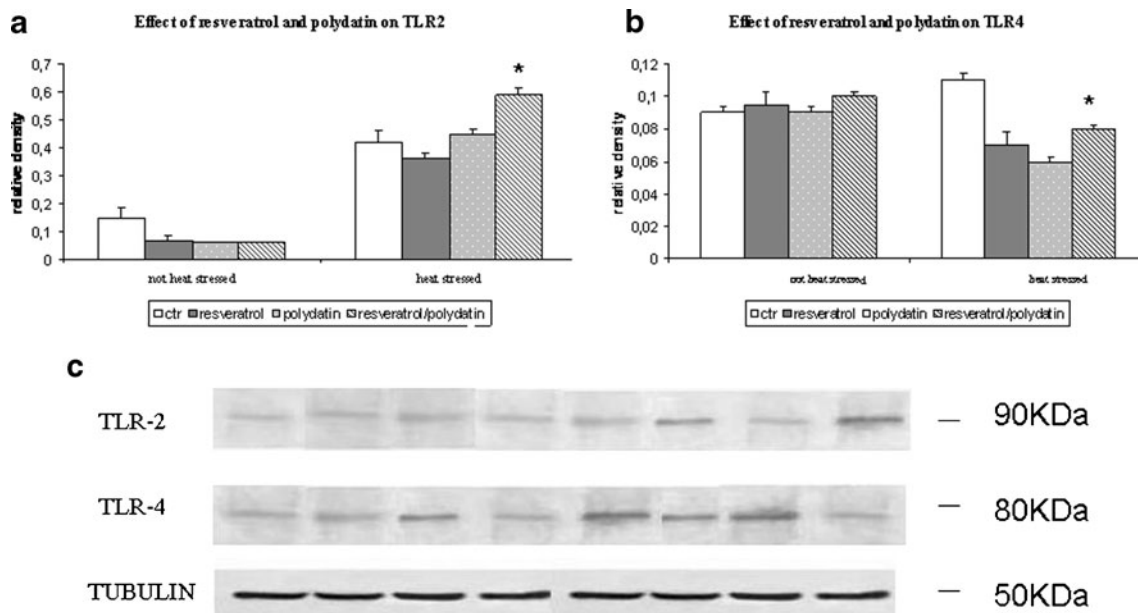 a
Effect of resveratrol and polydatin on TLR2
relative density
0,7
0,6
0,5
0,4
0,3
0,2
0,1
0
*
not heat stressed
heat stressed
ctr resveratrol polydatin resveratrol/polydatin
b
Effect of resveratrol and polydatin on TLR4
relative density
0,12
0,1
0,08
0,06
0,04
0,02
0
*
not heat stressed
heat stressed
ctr resveratrol polydatin resveratrol/polydatin
c
TLR-2 — 90KDa
TLR-4 — 80KDa
TUBULIN — 50KDa